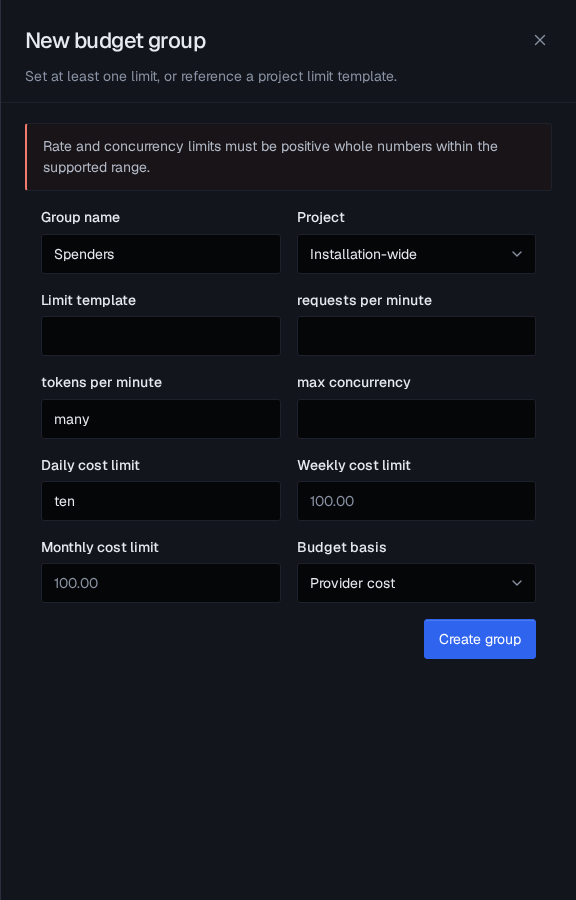 New budget group
Set at least one limit, or reference a project limit template.
Rate and concurrency limits must be positive whole numbers within the
supported range.
Group name
Project
Spenders
Installation-wide
Limit template
requests per minute
tokens per minute
max concurrency
many
Daily cost limit
Weekly cost limit
ten
100.00
Monthly cost limit
Budget basis
100.00
Provider cost
Create group